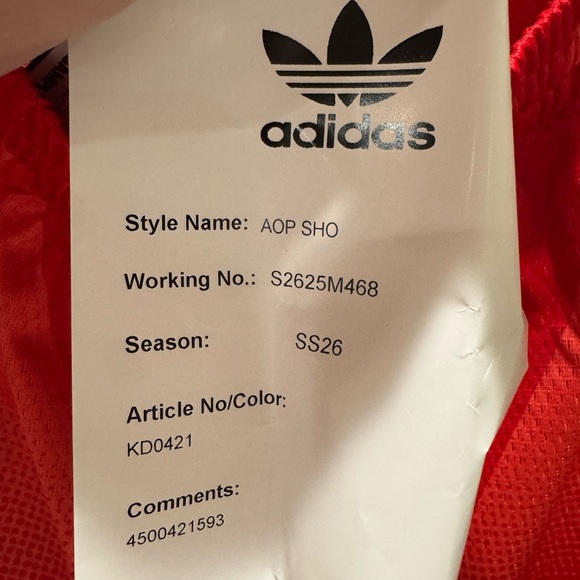 adidas
Style Name: AOP SHO
Working No.: S2625M468
Season: SS26
Article No/Color:
KD0421
Comments:
4500421593